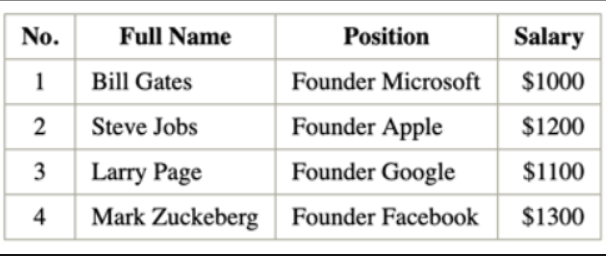 No. Full Name Position Salary
1 Bill Gates Founder Microsoft $1000
2 Steve Jobs Founder Apple $1200
3 Larry Page Founder Google $1100
4 Mark Zuckeberg Founder Facebook $1300